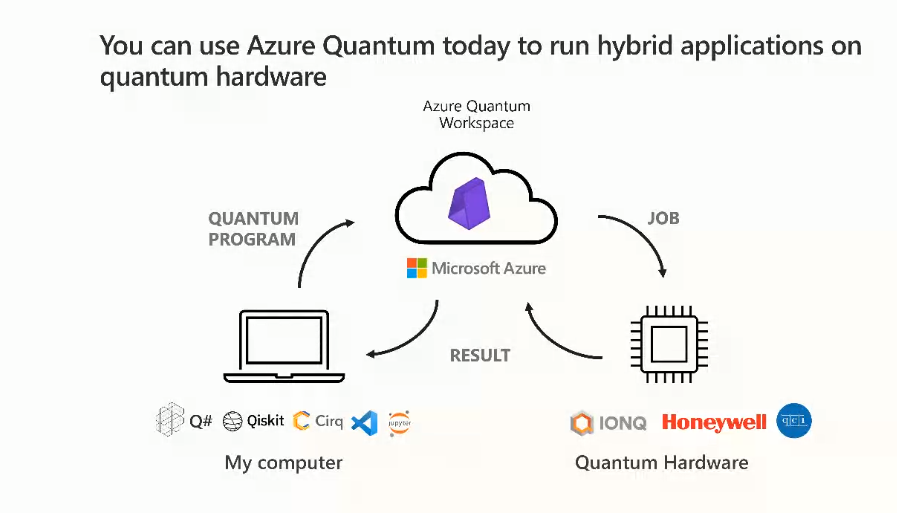 You can use Azure Quantum today to run hybrid applications on
quantum hardware
Azure Quantum
Workspace
QUANTUM
PROGRAM
JOB
Microsoft Azure
RESULT
Q# Qiskit Cirq jupyter
IONQ Honeywell qci
My computer
Quantum Hardware